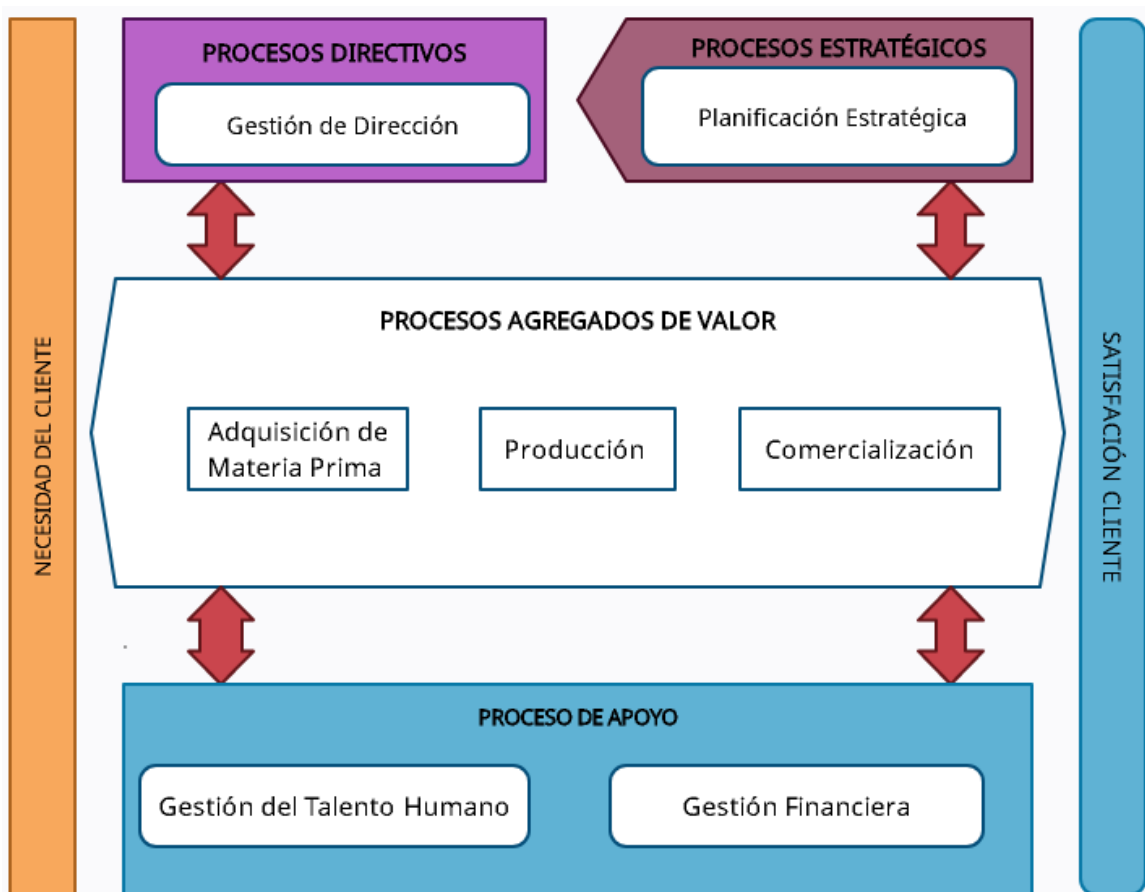 PROCESOS DIRECTIVOS
Gestión de Dirección
PROCESOS ESTRATÉGICOS
Planificación Estratégica
NECESIDAD DEL CLIENTE
PROCESOS AGREGADOS DE VALOR
Adquisición de
Materia Prima
Producción
Comercialización
SATISFACCIÓN CLIENTE
PROCESO DE APOYO
Gestión del Talento Humano
Gestión Financiera